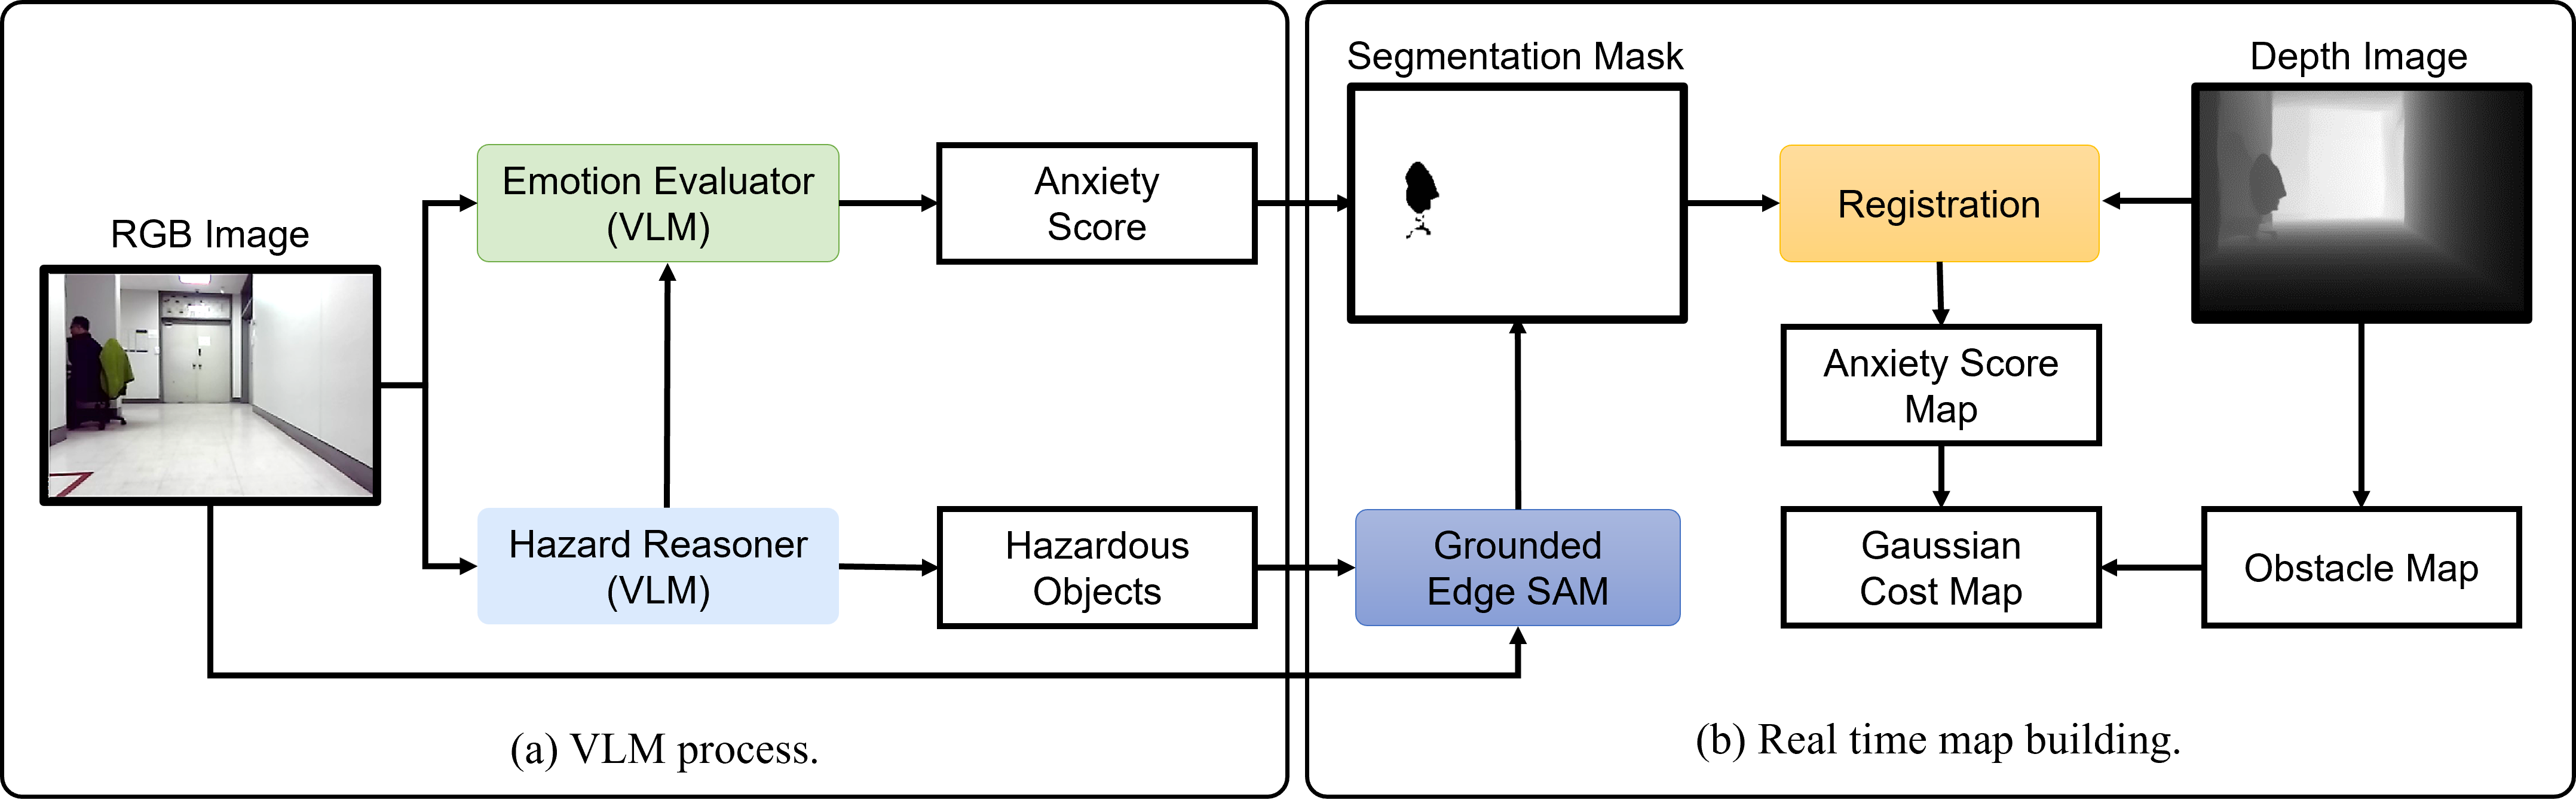 RGB Image
Emotion Evaluator
(VLM)
Anxiety
Score
Hazard Reasoner
(VLM)
Hazardous
Objects
(a) VLM process.
Segmentation Mask
Depth Image
Registration
Anxiety Score
Map
Grounded
Edge SAM
Gaussian
Cost Map
Obstacle Map
(b) Real time map building.